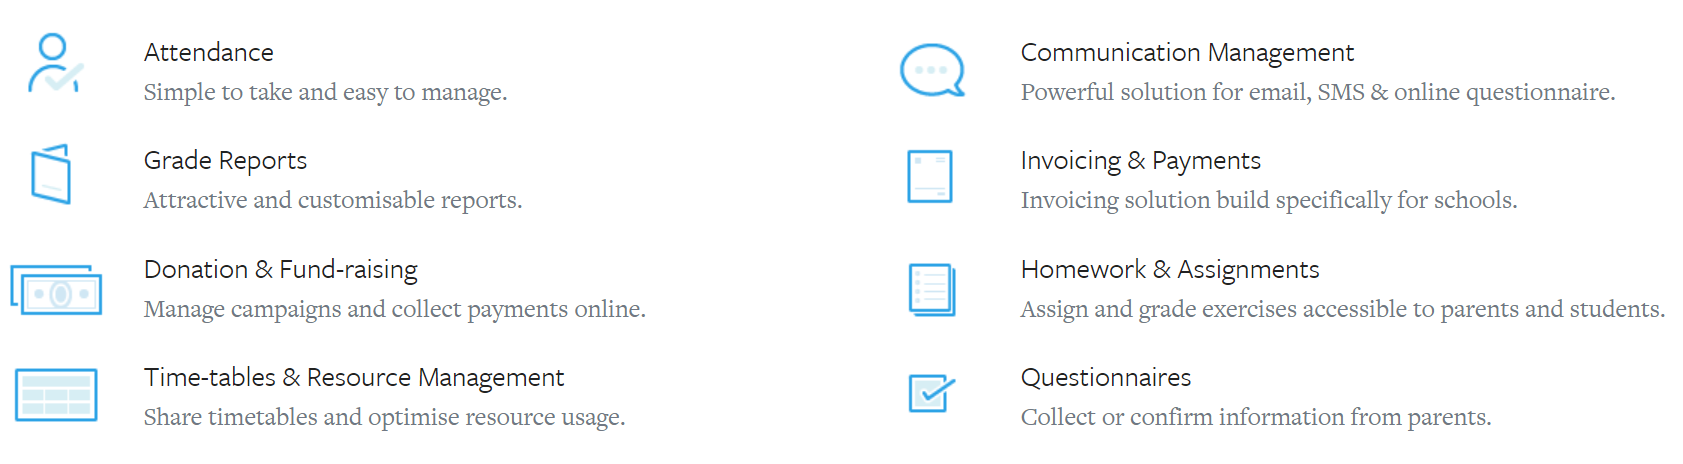 Attendance
Simple to take and easy to manage.
Communication Management
Powerful solution for email, SMS & online questionnaire.
Grade Reports
Attractive and customisable reports.
Invoicing & Payments
Invoicing solution build specifically for schools.
Donation & Fund-raising
Manage campaigns and collect payments online.
Homework & Assignments
Assign and grade exercises accessible to parents and students.
Time-tables & Resource Management
Share timetables and optimise resource usage.
Questionnaires
Collect or confirm information from parents.